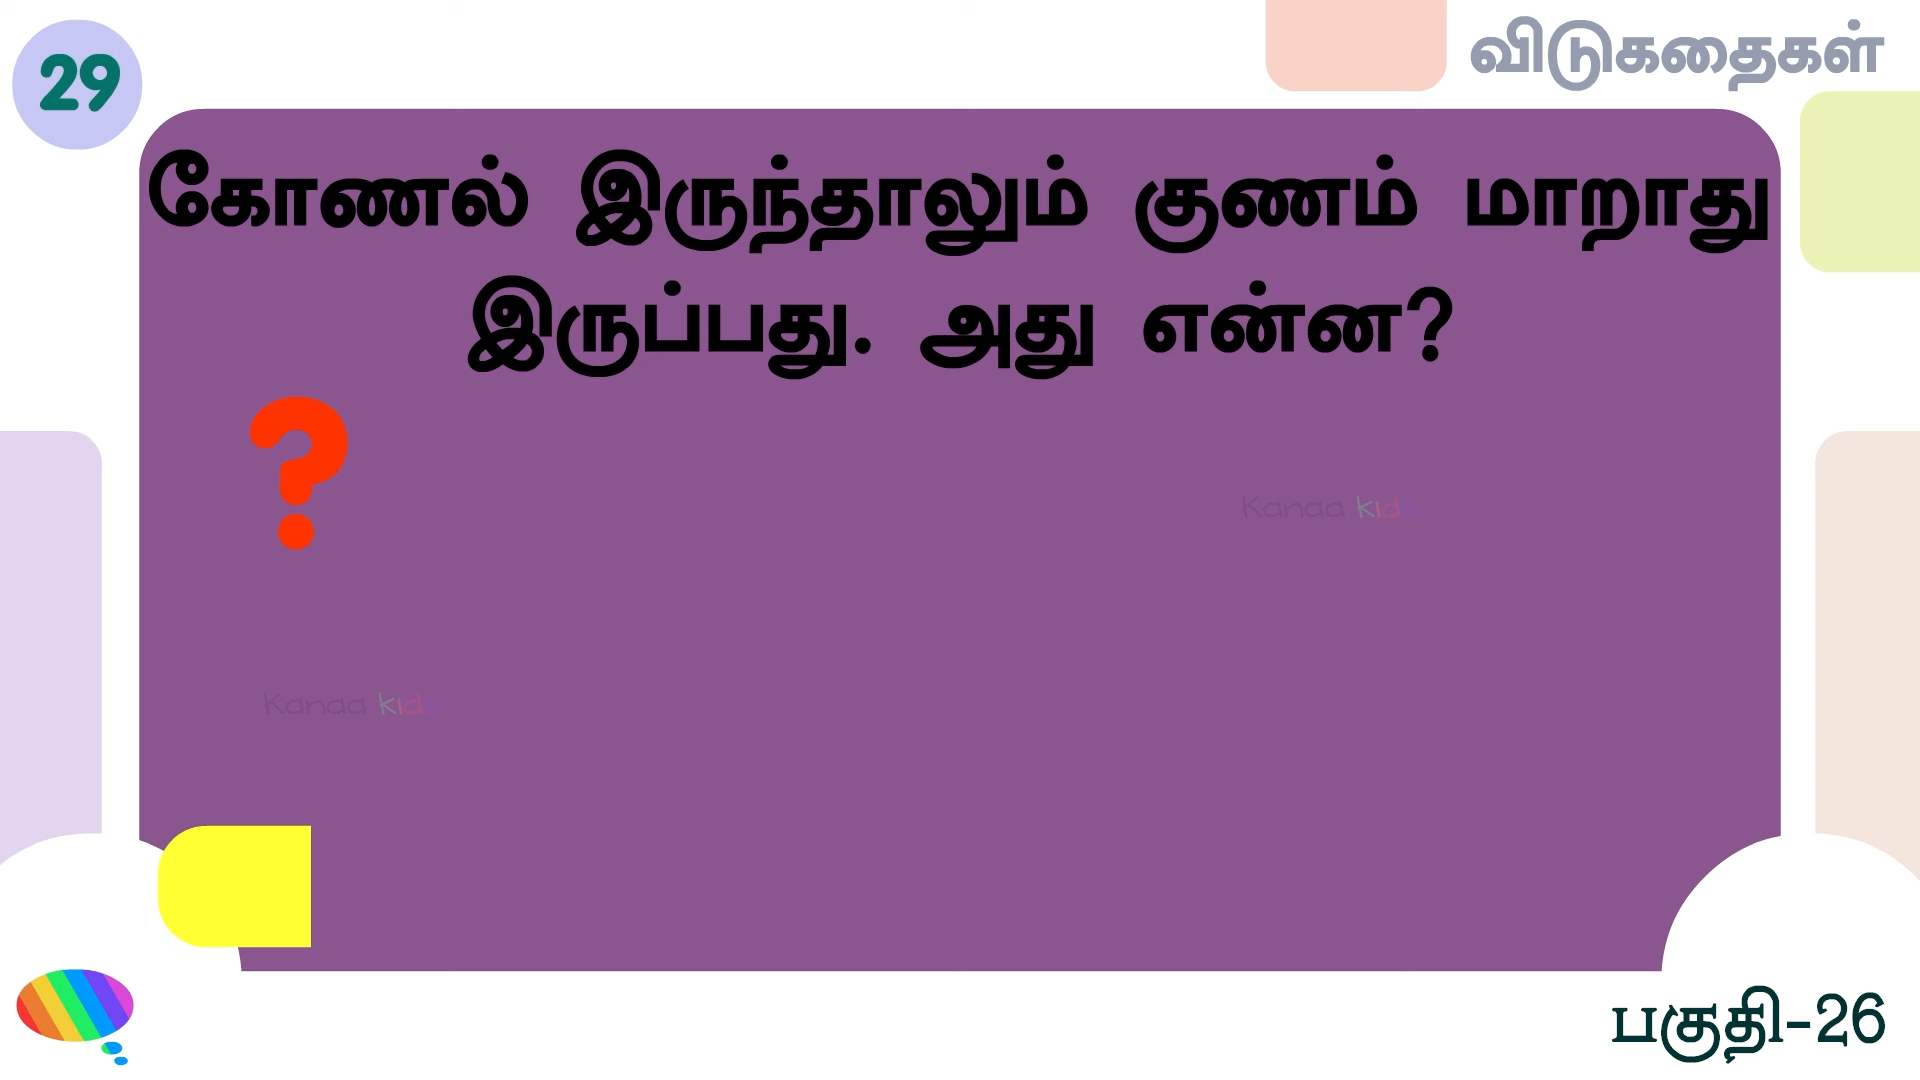 29
விடுகதைகள்
கோணல் இருந்தாலும் குணம் மாறாது
இருப்பது. அது என்ன?
?
Kanaa kids
Kanaa kids
பகுதி-26